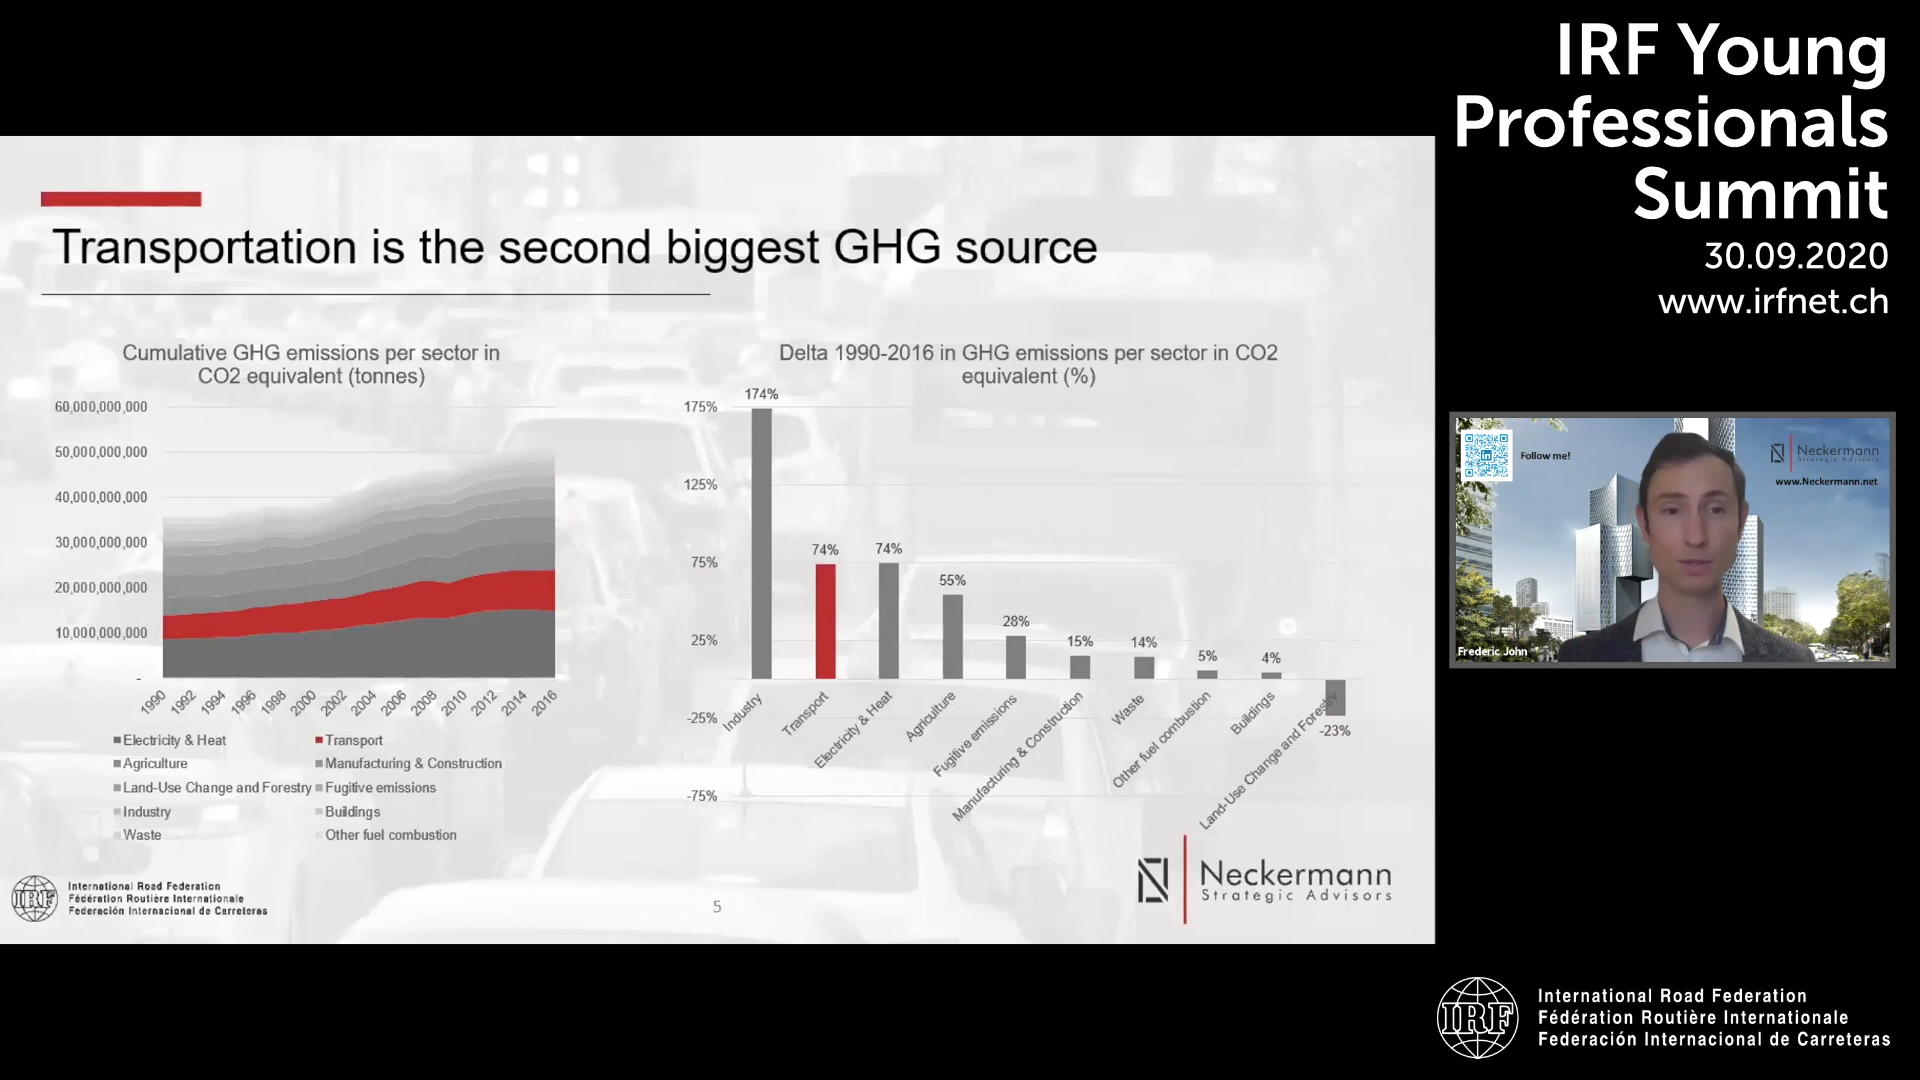 IRF Young
Professionals
Summit
30.09.2020
www.irfnet.ch
Transportation is the second biggest GHG source
Cumulative GHG emissions per sector in
CO2 equivalent (tonnes)
60,000,000,000
50,000,000,000
40,000,000,000
30,000,000,000
20,000,000,000
10,000,000,000
-
1990 1992 1994 1996 1998 2000 2002 2004 2006 2008 2010 2012 2014 2016
Electricity & Heat Transport
Agriculture Manufacturing & Construction
Land-Use Change and Forestry Fugitive emissions
Industry Buildings
Waste Other fuel combustion
Delta 1990-2016 in GHG emissions per sector in CO2
equivalent (%)
175%
125%
75%
25%
-25%
-75%
174%
74%
74%
55%
28%
15%
14%
5%
4%
-23%
Industry
Transport
Electricity & Heat
Agriculture
Fugitive emissions
Manufacturing & Construction
Waste
Other fuel combustion
Buildings
Land-Use Change and Forestry
IRF
International Road Federation
Fédération Routière Internationale
Federación Internacional de Carreteras
5
Neckermann
Strategic Advisors
in
Follow me!
Neckermann
Strategic Advisors
www.Neckermann.net
Frederic John
IRF
International Road Federation
Fédération Routière Internationale
Federación Internacional de Carreteras